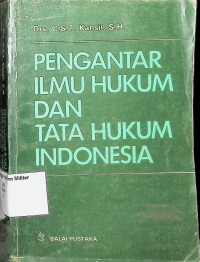 Drs. C.S.T. Kansil, S.H.
PENGANTAR
ILMU HUKUM
DAN
TATA HUKUM
INDONESIA
BALAI PUSTAKA